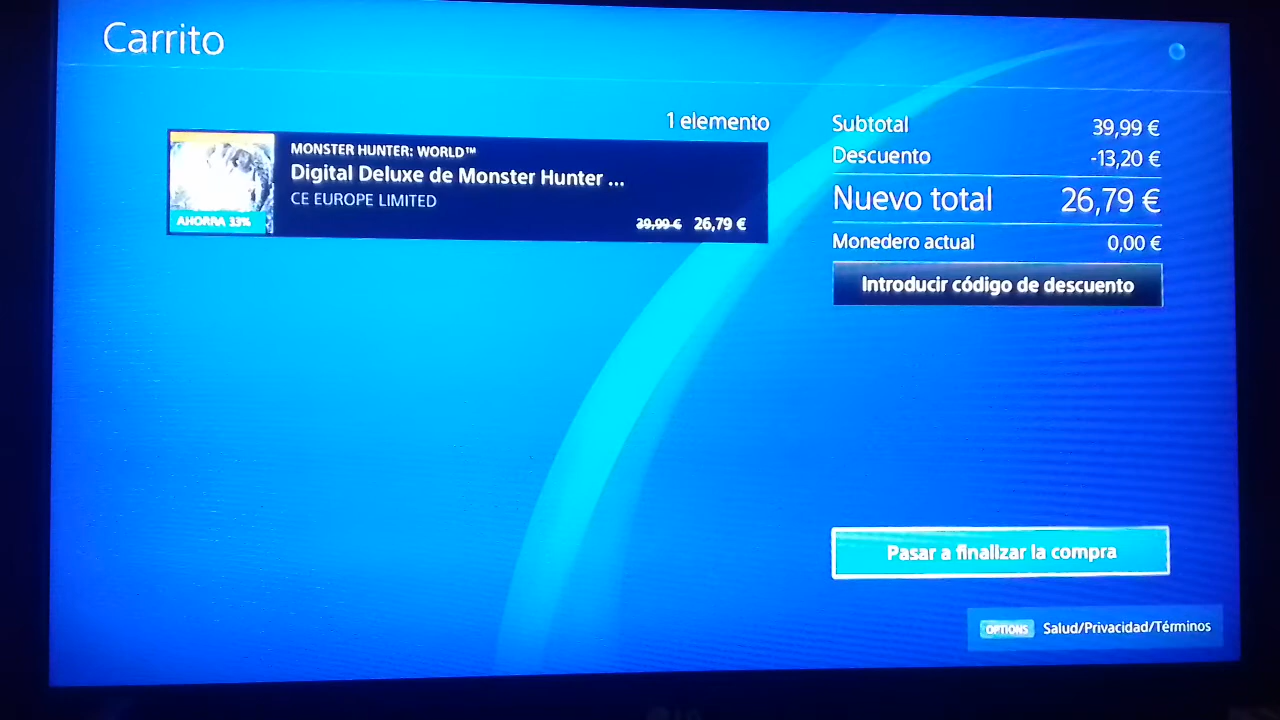 Carrito
1 elemento
MONSTER HUNTER: WORLD™
Digital Deluxe de Monster Hunter ...
CE EUROPE LIMITED
AHORRA 33%
39,99 € 26,79 €
Subtotal 39,99 €
Descuento -13,20 €
Nuevo total 26,79 €
Monedero actual 0,00 €
Introducir código de descuento
Pasar a finalizar la compra
OPTIONS Salud/Privacidad/Términos